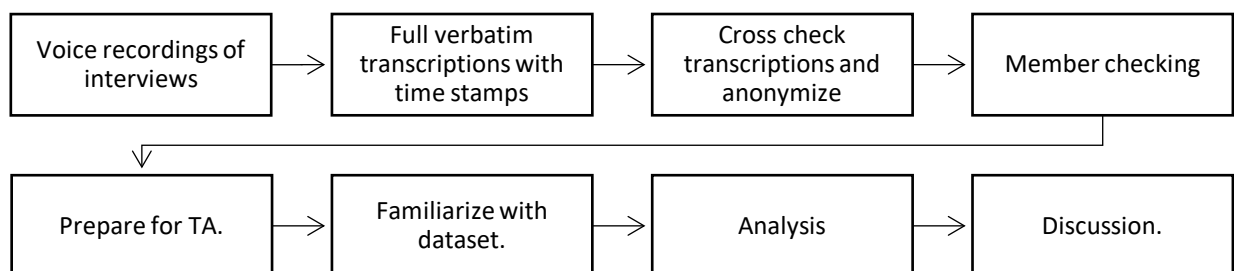 Voice recordings of
interviews
Full verbatim
transcriptions with
time stamps
Cross check
transcriptions and
anonymize
Member checking
Prepare for TA.
Familiarize with
dataset.
Analysis
Discussion.